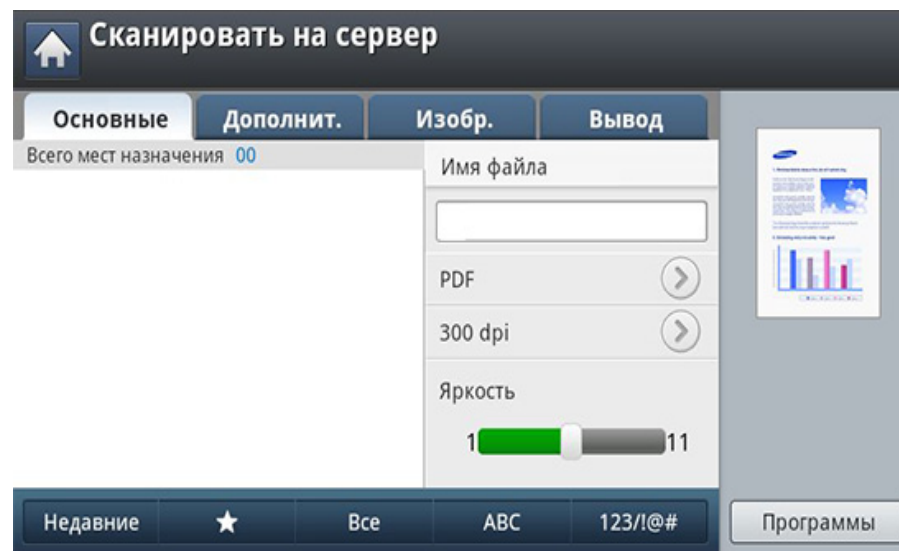 Сканировать на сервер
Основные
Дополнит.
Изобр.
Вывод
Всего мест назначения 00
Имя файла
PDF
300 dpi
Яркость
1
11
Недавние
Все
ABC
123/!@#
Программы